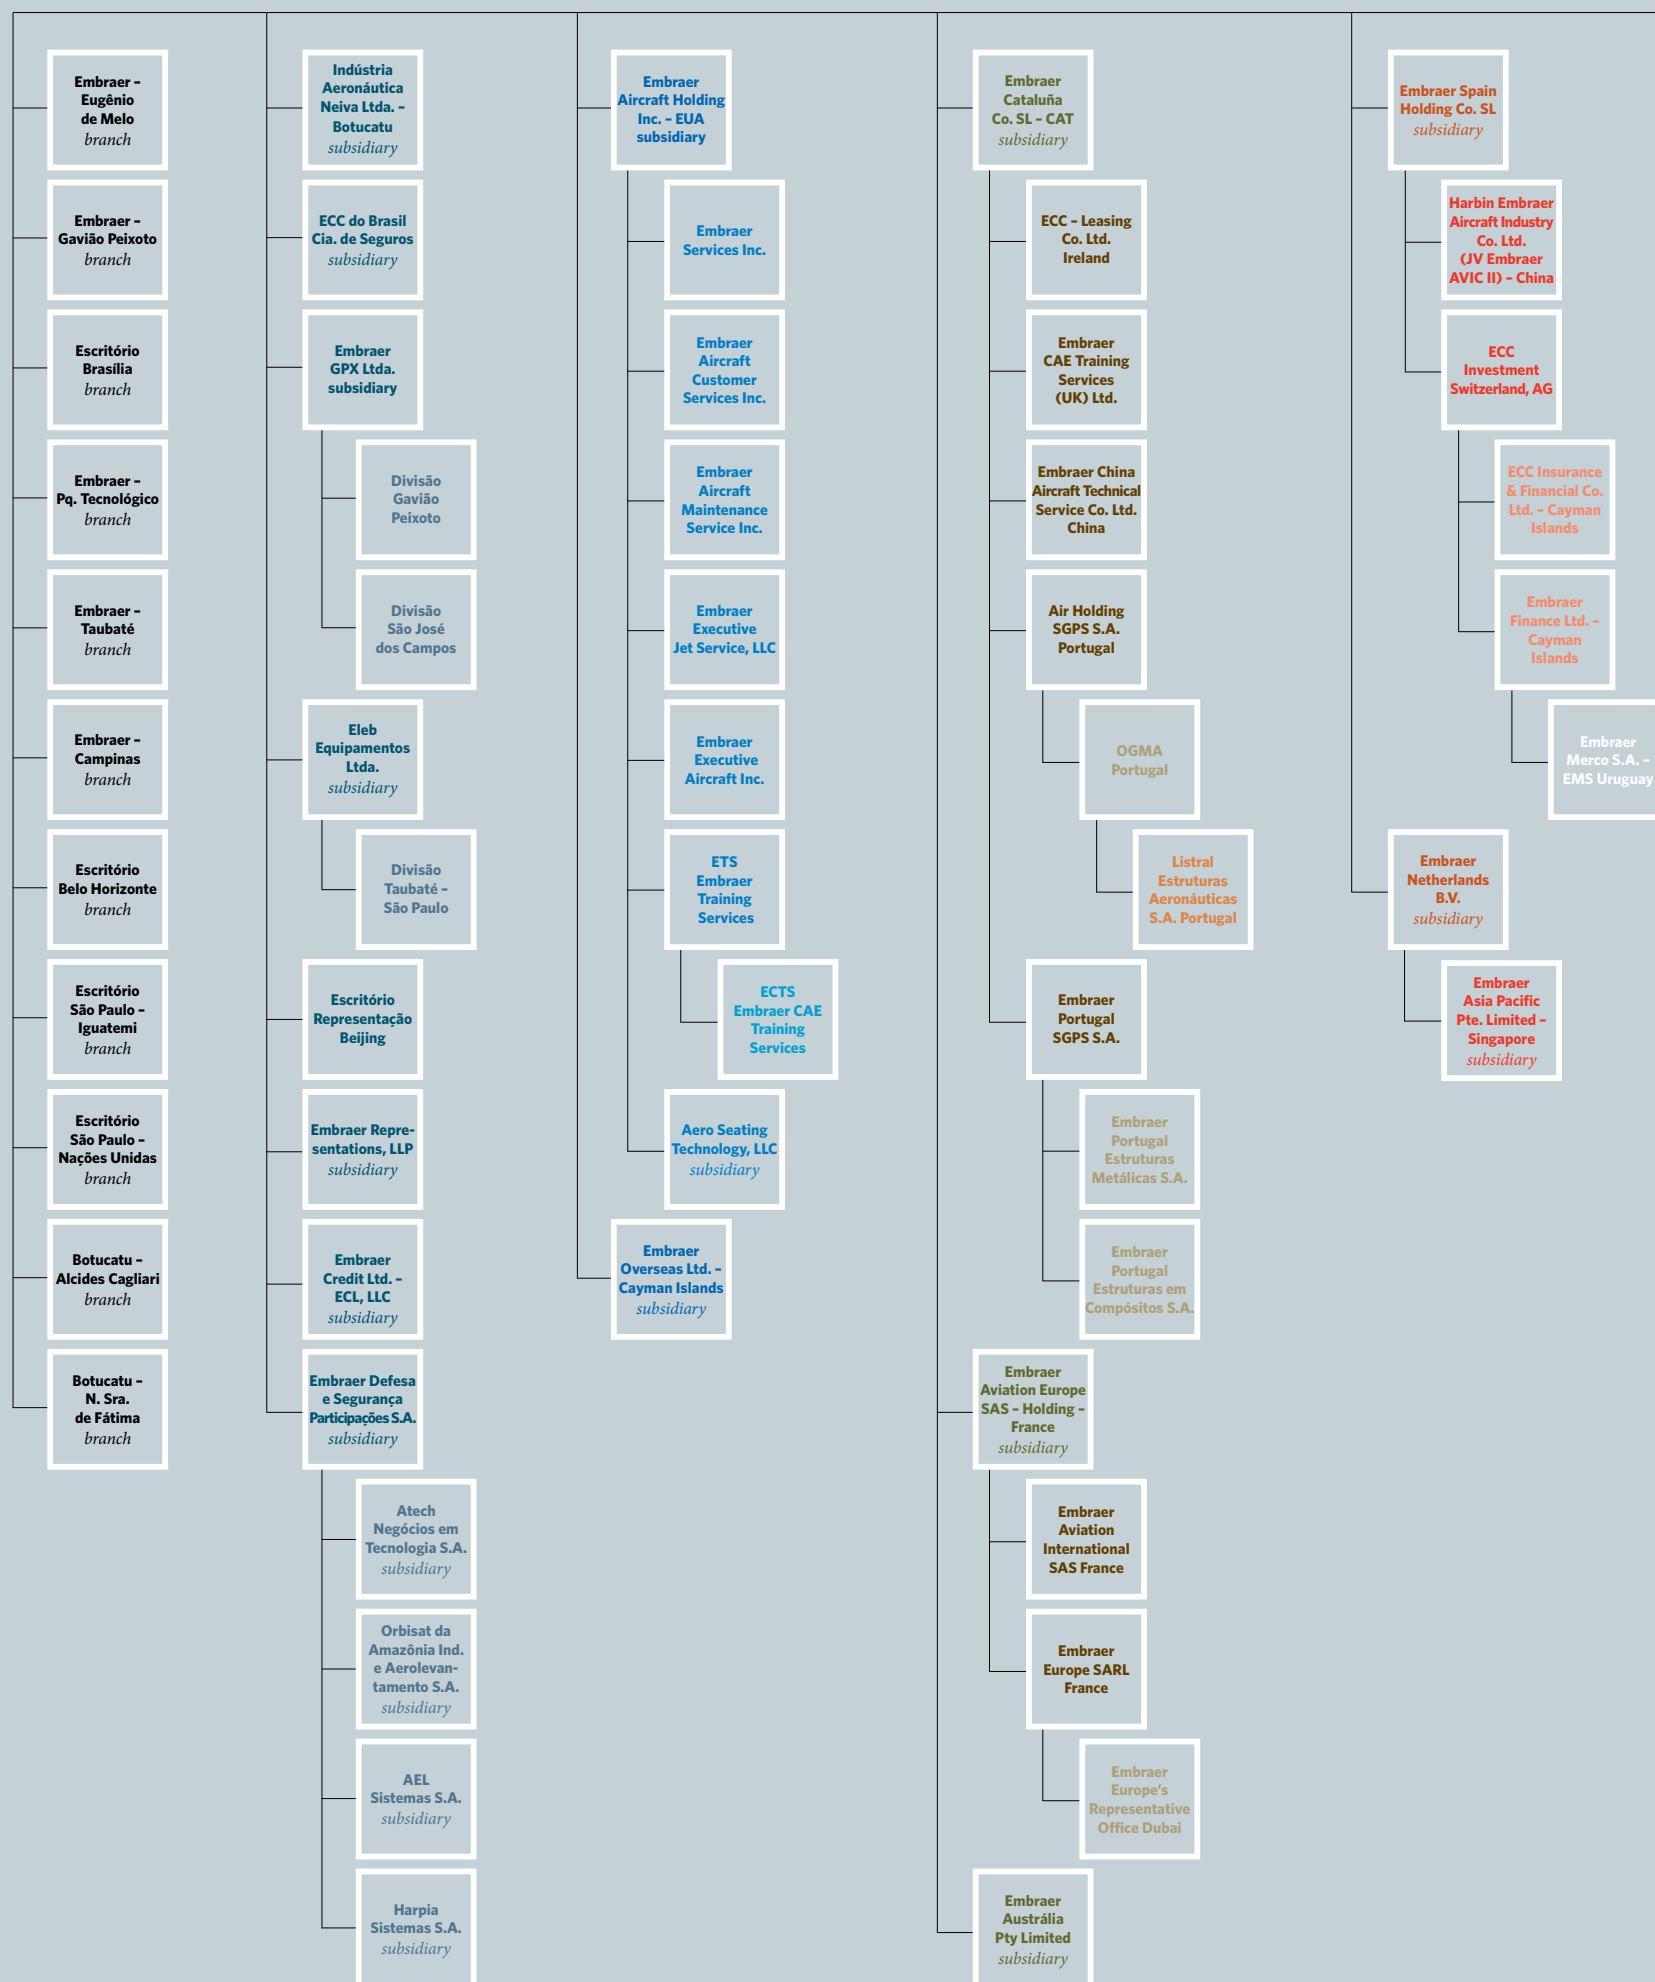 Embraer –
Eugênio
de Melo
branch
Embraer –
Gavião Peixoto
branch
Escritório
Brasília
branch
Embraer –
Pq. Tecnológico
branch
Embraer –
Taubaté
branch
Embraer –
Campinas
branch
Escritório
Belo Horizonte
branch
Escritório
São Paulo –
Iguatemi
branch
Escritório
São Paulo –
Nações Unidas
branch
Botucatu –
Alcides Cagliari
branch
Botucatu –
N. Sra.
de Fátima
branch
Indústria
Aeronáutica
Neiva Ltda. –
Botucatu
subsidiary
ECC do Brasil
Cia. de Seguros
subsidiary
Embraer
GPX Ltda.
subsidiary
Divisão
Gavião
Peixoto
Divisão
São José
dos Campos
Eleb
Equipamentos
Ltda.
subsidiary
Divisão
Taubaté –
São Paulo
Escritório
Representação
Beijing
Embraer Repre-
sentations, LLP
subsidiary
Embraer
Credit Ltd. –
ECL, LLC
subsidiary
Embraer Defesa
e Segurança
Participações S.A.
subsidiary
Atech
Negócios em
Tecnologia S.A.
subsidiary
Orbisat da
Amazônia Ind.
e Aerolevan-
tamento S.A.
subsidiary
AEL
Sistemas S.A.
subsidiary
Harpia
Sistemas S.A.
subsidiary
Embraer
Aircraft Holding
Inc. – EUA
subsidiary
Embraer
Services Inc.
Embraer
Aircraft
Customer
Services Inc.
Embraer
Aircraft
Maintenance
Service Inc.
Embraer
Executive
Jet Service, LLC
Embraer
Executive
Aircraft Inc.
ETS
Embraer
Training
Services
ECTS
Embraer CAE
Training
Services
Aero Seating
Technology, LLC
subsidiary
Embraer
Overseas Ltd. –
Cayman Islands
subsidiary
Embraer
Cataluña
Co. SL – CAT
subsidiary
ECC – Leasing
Co. Ltd.
Ireland
Embraer
CAE Training
Services
(UK) Ltd.
Embraer China
Aircraft Technical
Service Co. Ltd.
China
Air Holding
SGPS S.A.
Portugal
OGMA
Portugal
Listral
Estruturas
Aeronáuticas
S.A. Portugal
Embraer
Portugal
SGPS S.A.
Embraer
Portugal
Estruturas
Metálicas S.A.
Embraer
Portugal
Estruturas em
Compósitos S.A.
Embraer
Aviation Europe
SAS – Holding –
France
subsidiary
Embraer
Aviation
International
SAS France
Embraer
Europe SARL
France
Embraer
Europe’s
Representative
Office Dubai
Embraer
Austrália
Pty Limited
subsidiary
Embraer Spain
Holding Co. SL
subsidiary
Harbin Embraer
Aircraft Industry
Co. Ltd.
(JV Embraer
AVIC II) – China
ECC
Investment
Switzerland, AG
ECC Insurance
& Financial Co.
Ltd. – Cayman
Islands
Embraer
Finance Ltd. –
Cayman
Islands
Embraer
Merco S.A. –
EMS Uruguay
Embraer
Netherlands
B.V.
subsidiary
Embraer
Asia Pacific
Pte. Limited –
Singapore
subsidiary